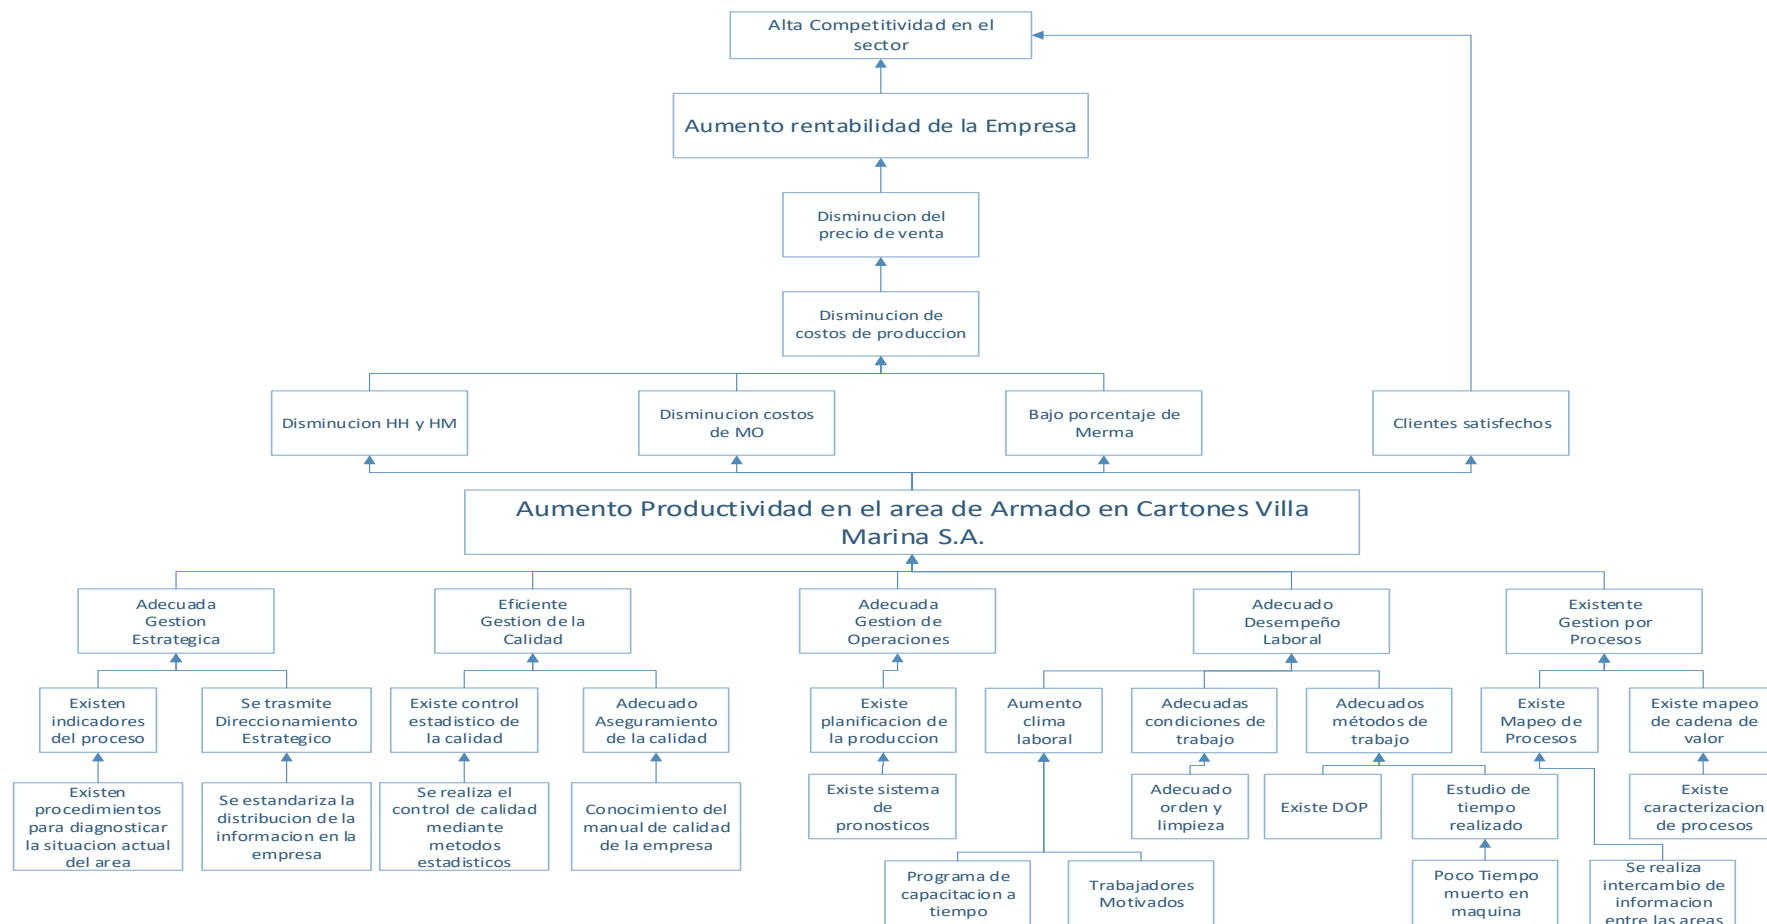 Alta Competitividad en el
sector
Aumento rentabilidad de la Empresa
Disminucion del
precio de venta
Disminucion de
costos de produccion
Disminucion HH y HM
Disminucion costos
de MO
Bajo porcentaje de
Merma
Clientes satisfechos
Aumento Productividad en el area de Armado en Cartones Villa
Marina S.A.
Adecuada
Gestion
Estrategica
Eficiente
Gestion de la
Calidad
Adecuada
Gestion de
Operaciones
Adecuado
Desempeño
Laboral
Existente
Gestion por
Procesos
Existen
indicadores
del proceso
Se trasmite
Direccionamiento
Estrategico
Existe control
estadistico de
la calidad
Adecuado
Aseguramiento
de la calidad
Existe
planificacion de
la produccion
Aumento
clima
laboral
Adecuadas
condiciones de
trabajo
Adecuados
métodos de
trabajo
Existe
Mapeo de
Procesos
Existe mapeo
de cadena de
valor
Existen
procedimientos
para diagnosticar
la situacion actual
del area
Se estandariza la
distribucion de la
informacion en la
empresa
Se realiza el
control de calidad
mediante
metodos
estadisticos
Conocimiento del
manual de calidad
de la empresa
Existe sistema
de
pronosticos
Adecuado
orden y
limpieza
Existe DOP
Estudio de
tiempo
realizado
Existe
caracterizacion
de procesos
Programa de
capacitacion a
tiempo
Trabajadores
Motivados
Poco Tiempo
muerto en
maquina
Se realiza
intercambio de
informacion
entre las areas